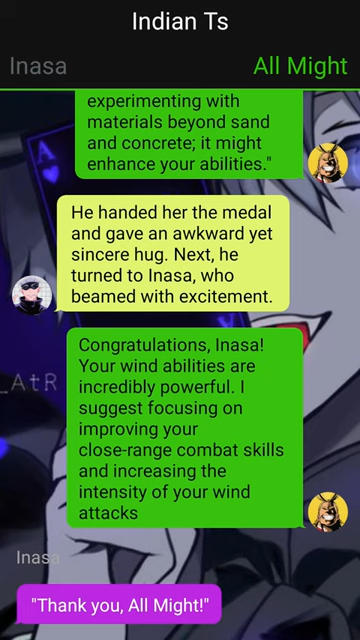 Indian Ts
Inasa
All Might
experimenting with
materials beyond sand
and concrete; it might
enhance your abilities."
He handed her the medal
and gave an awkward yet
sincere hug. Next, he
turned to Inasa, who
beamed with excitement.
Congratulations, Inasa!
Your wind abilities are
incredibly powerful. I
suggest focusing on
improving your
close-range combat skills
and increasing the
intensity of your wind
attacks
_AtR
Inasa
"Thank you, All Might!"